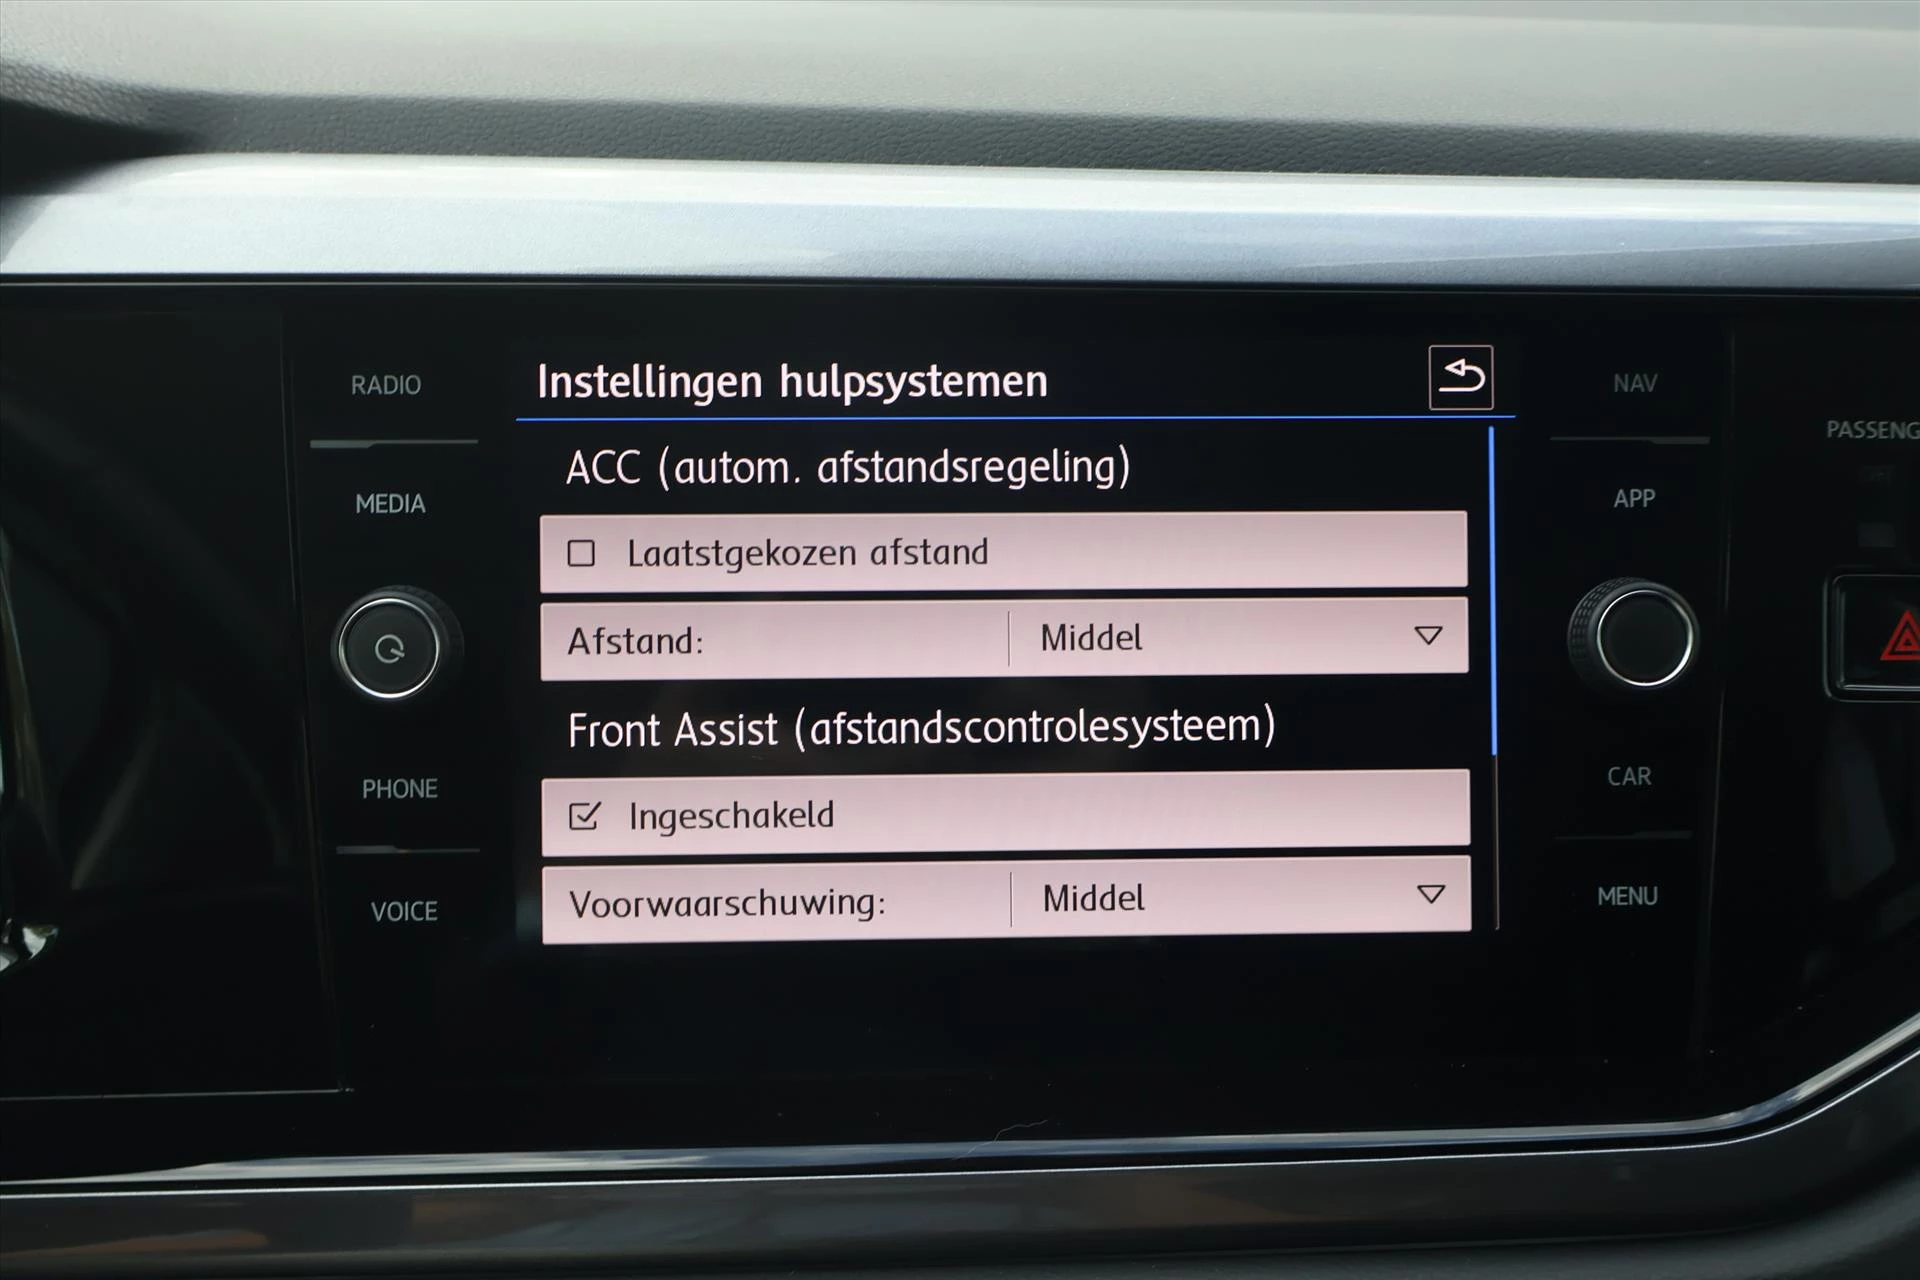 RADIO
MEDIA
PHONE
VOICE
Instellingen hulpsystemen
ACC (autom. afstandsregeling)
Laatstgekozen afstand
Afstand: Middel
Front Assist (afstandscontrolesysteem)
Ingeschakeld
Voorwaarschuwing: Middel
NAV
APP
CAR
MENU
PASSENG